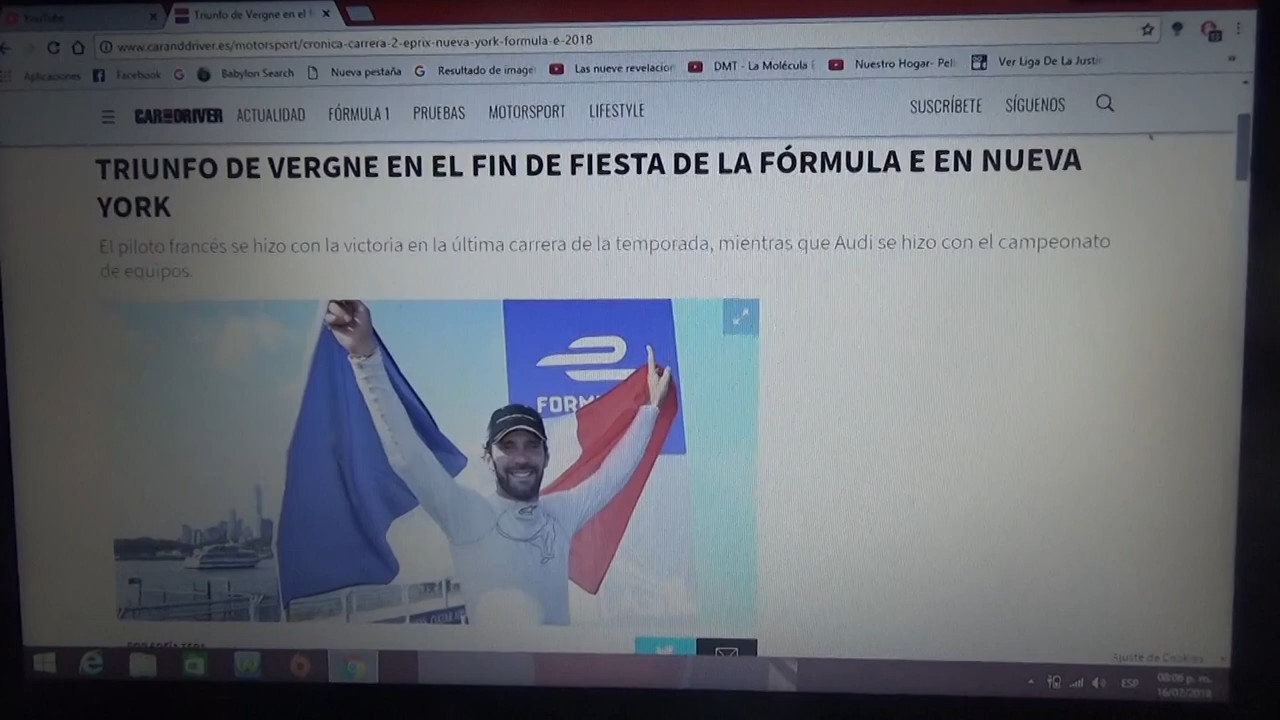 YouTube
Triunfo de Vergne en el f
www.caranddriver.es/motorsport/cronica-carrera-2-eprix-nueva-york-formula-e-2018
Aplicaciones Facebook Babylon Search Nueva pestaña Resultado de image Las nueve revelacion DMT - La Molécula Nuestro Hogar- Pel Ver Liga De La Justi
CAR AND DRIVER ACTUALIDAD FÓRMULA 1 PRUEBAS MOTORSPORT LIFESTYLE SUSCRÍBETE SÍGUENOS
TRIUNFO DE VERGNE EN EL FIN DE FIESTA DE LA FÓRMULA E EN NUEVA
YORK
El piloto francés se hizo con la victoria en la última carrera de la temporada, mientras que Audi se hizo con el campeonato
de equipos.
FORM
Ajuste de Cookies
ESP
08:06 p. m.
16/07/2018